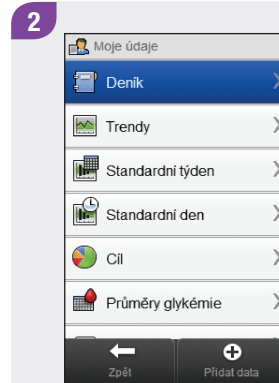 2
Moje údaje
Deník
Trendy
Standardní týden
Standardní den
Cíl
Průměry glykémie
Zpět
Přidat data